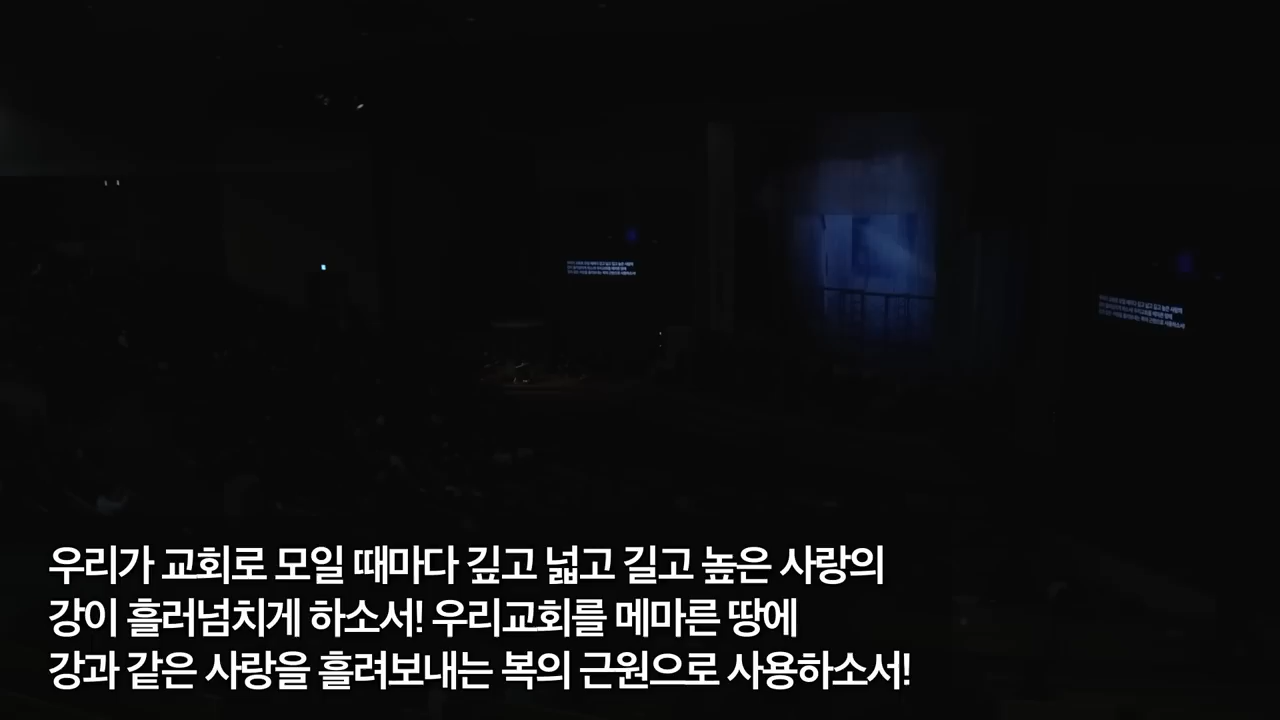 우리가 교회로 모일 때마다 깊고 넓고 길고 높은 사랑의
강이 흘러넘치게 하소서! 우리교회를 메마른 땅에
강과 같은 사랑을 흘려보내는 복의 근원으로 사용하소서!